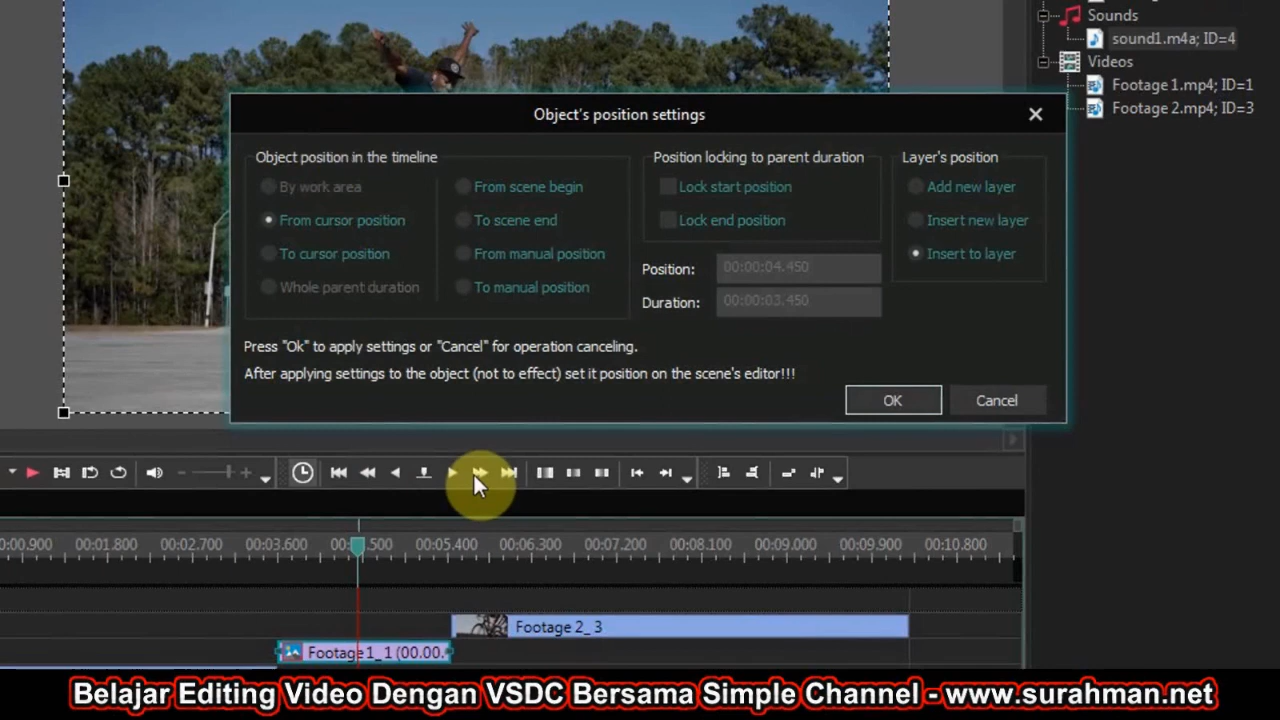 Sounds
sound1.m4a; ID=4
Videos
Footage 1.mp4; ID=1
Footage 2.mp4; ID=3
Object's position settings
Object position in the timeline
By work area
From cursor position
To cursor position
Whole parent duration
From scene begin
To scene end
From manual position
To manual position
Position locking to parent duration
Lock start position
Lock end position
Position: 00:00:04.450
Duration: 00:00:03.450
Layer's position
Add new layer
Insert new layer
Insert to layer
Press "Ok" to apply settings or "Cancel" for operation canceling.
After applying settings to the object (not to effect) set it position on the scene's editor!!!
OK Cancel
00:01.800 00:02.700 00:03.600 00:05.400 00:06.300 00:07.200 00:08.100 00:09.000 00:09.900 00:10.800
Footage 2_ 3
Footage 1_1 (00.00.
Belajar Editing Video Dengan VSDC Bersama Simple Channel - www.surahman.net